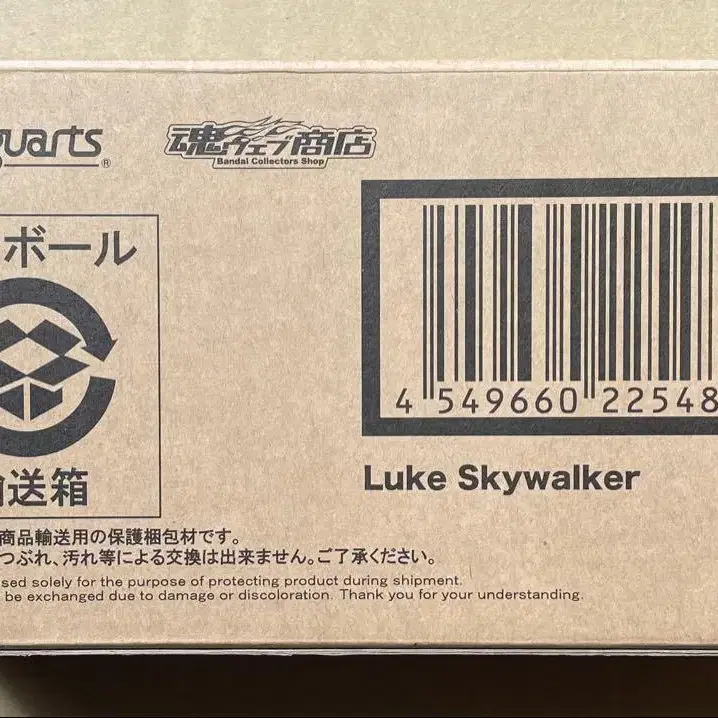 guarts®
魂ウェブ商店
Bandai Collectors Shop
ボール
送箱
4 549660 22548
Luke Skywalker
商品輸送用の保護梱包材です。
つぶれ、汚れ等による交換は出来ません。ご了承ください。
sed solely for the purpose of protecting product during shipment.
be exchanged due to damage or discoloration. Thank you for your understanding.